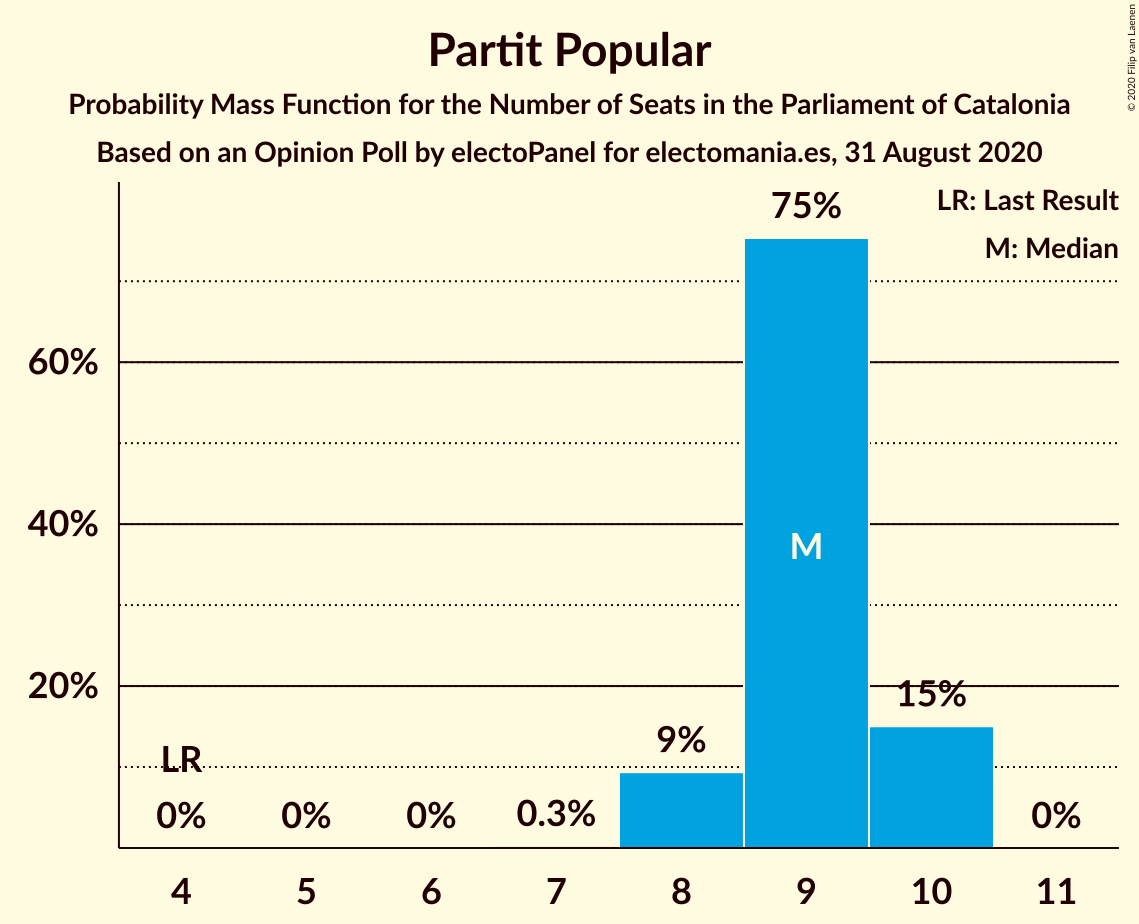 Partit Popular
Probability Mass Function for the Number of Seats in the Parliament of Catalonia
Based on an Opinion Poll by electoPanel for electomania.es, 31 August 2020
© 2020 Filip van Laenen
LR: Last Result
M: Median
75%
60%
40%
M
20%
15%
9%
LR
0%
0%
0%
0.3%
0%
4 5 6 7 8 9 10 11